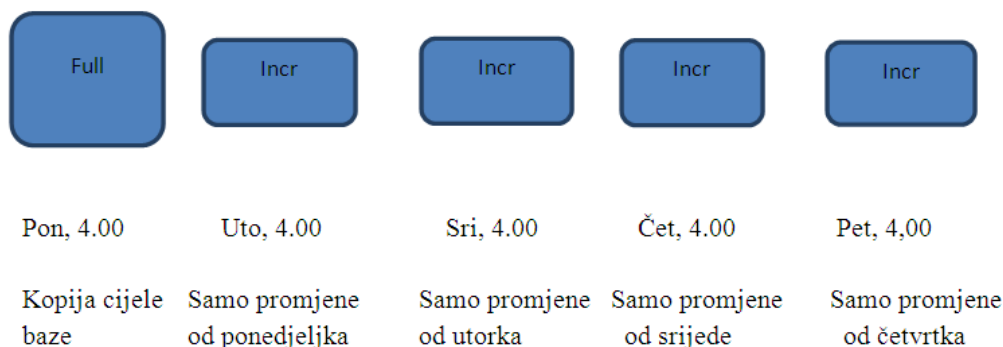 Full Incr Incr Incr Incr
Pon, 4.00 Uto, 4.00 Sri, 4.00 Čet, 4.00 Pet, 4,00
Kopija cijele Samo promjene Samo promjene Samo promjene Samo promjene
baze od ponedjeljka od utorka od srijede od četvrtka